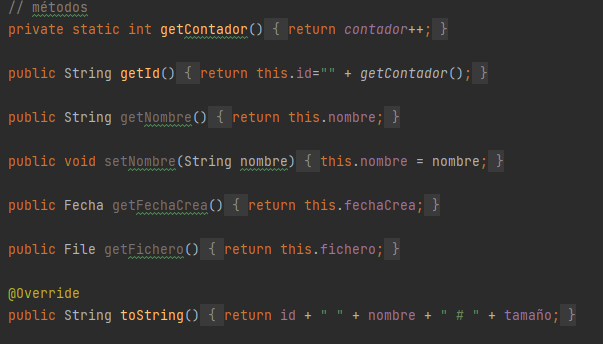 // métodos
private static int getContador() { return contador++; }
public String getId() { return this.id="" + getContador(); }
public String getNombre() { return this.nombre; }
public void setNombre(String nombre) { this.nombre = nombre; }
public Fecha getFechaCrea() { return this.fechaCrea; }
public File getFichero() { return this.fichero; }
@Override
public String toString() { return id + " " + nombre + " # " + tamaño; }